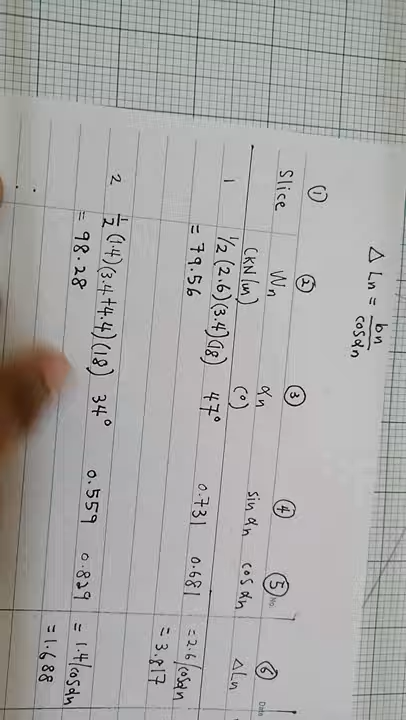 ΔLn = bn/cosαn
① ② ③ ④ ⑤ ⑥
Slice Wn αn sin αn cos αn ΔLn
(kN/m) (°)
1 1/2 (2.6)(3.4)(18) 47° 0.731 0.681 = 2.6/cosαn
= 79.56 = 3.817
2 1/2 (1.4)(3.4+4.4)(18) 34° 0.559 0.829 = 1.4/cosαn
= 98.28 = 1.688
No.
Date